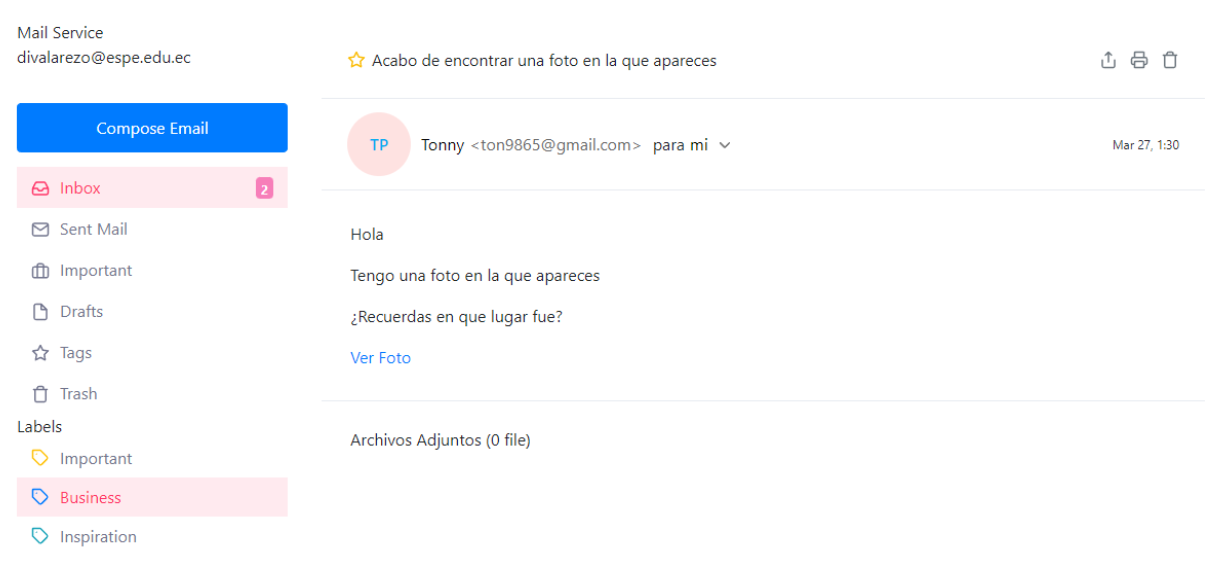 Mail Service
divalarezo@espe.edu.ec
Compose Email
Inbox 2
Sent Mail
Important
Drafts
Tags
Trash
Labels
Important
Business
Inspiration
Acabo de encontrar una foto en la que apareces
TP Tonny <ton9865@gmail.com> para mi Mar 27, 1:30
Hola
Tengo una foto en la que apareces
¿Recuerdas en que lugar fue?
Ver Foto
Archivos Adjuntos (0 file)